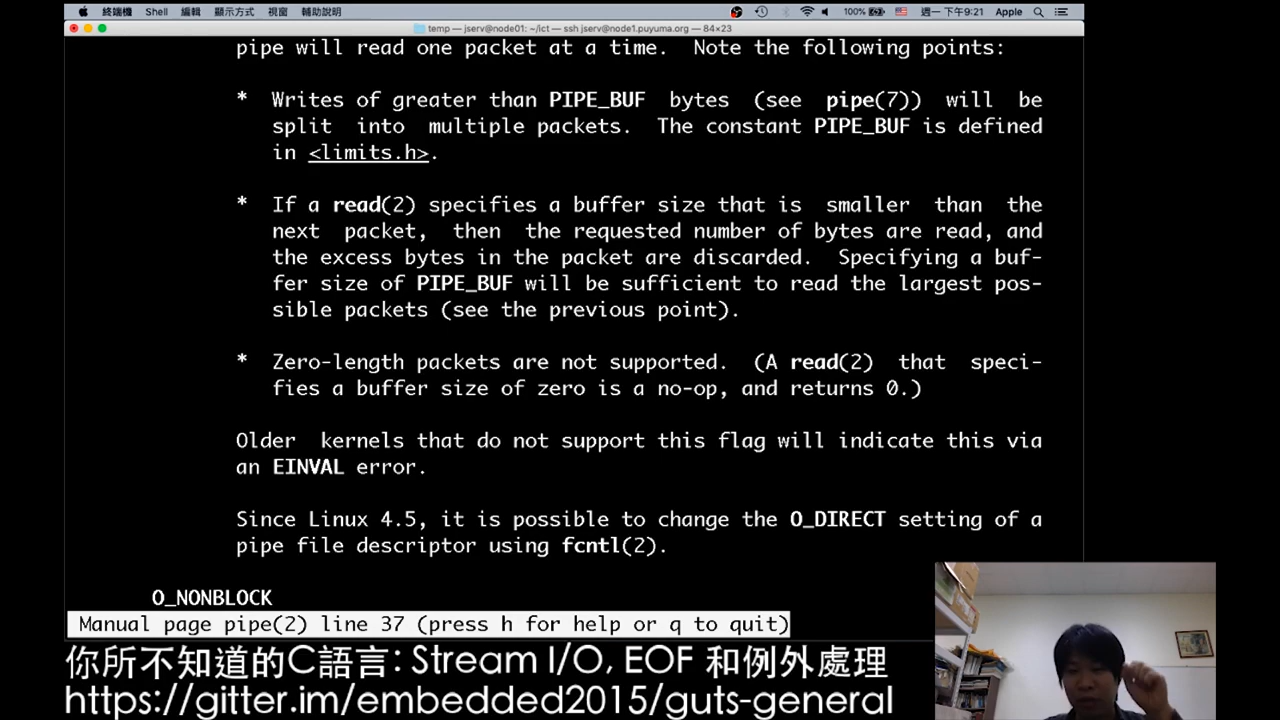 終端機 Shell 編輯 顯示方式 視窗 輔助說明 100% 週一 下午9:21 Apple
temp — jserv@node01: ~/lct — ssh jserv@node1.puyuma.org — 84×23
pipe will read one packet at a time.  Note the following points:
*  Writes of greater than PIPE_BUF  bytes  (see  pipe(7))  will  be
split  into  multiple packets.  The constant PIPE_BUF is defined
in <limits.h>.
*  If a read(2) specifies a buffer size that is  smaller  than  the
next  packet,  then  the requested number of bytes are read, and
the excess bytes in the packet are discarded.  Specifying a buf-
fer size of PIPE_BUF will be sufficient to read the largest pos-
sible packets (see the previous point).
*  Zero-length packets are not supported.  (A read(2)  that  speci-
fies a buffer size of zero is a no-op, and returns 0.)
Older  kernels that do not support this flag will indicate this via
an EINVAL error.
Since Linux 4.5, it is possible to change the O_DIRECT setting of a
pipe file descriptor using fcntl(2).
O_NONBLOCK
Manual page pipe(2) line 37 (press h for help or q to quit)
你所不知道的C語言: Stream I/O, EOF 和例外處理
https://gitter.im/embedded2015/guts-general